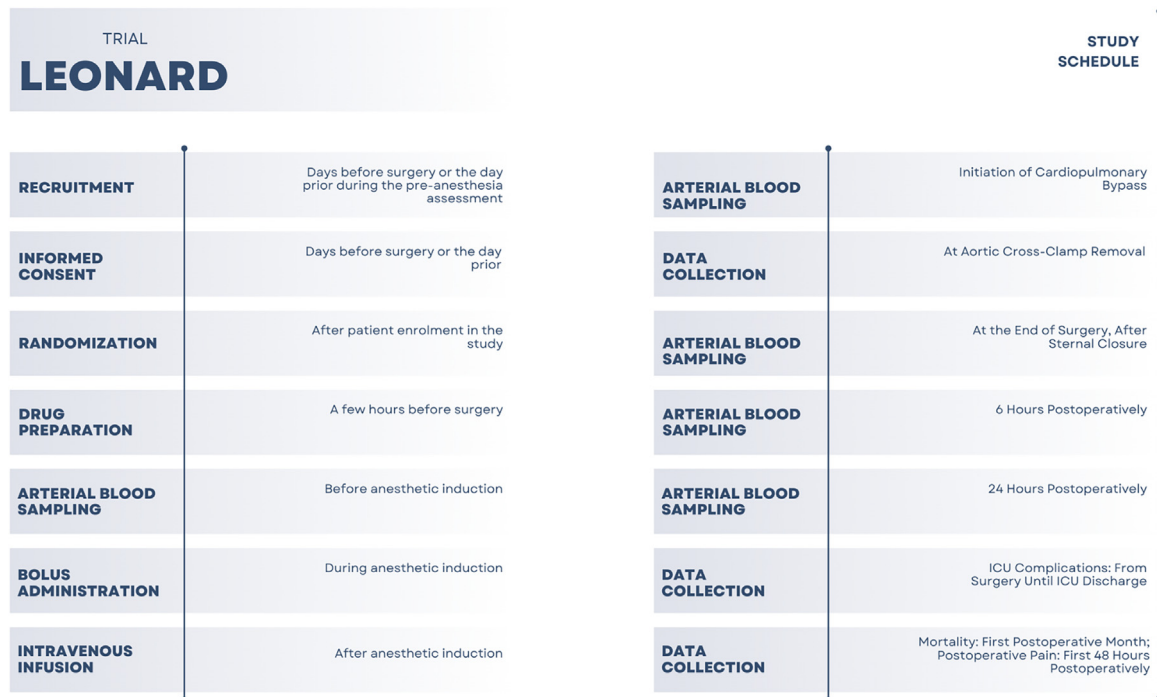 TRIAL
LEONARD
STUDY
SCHEDULE
RECRUITMENT
Days before surgery or the day
prior during the pre-anesthesia
assessment
INFORMED
CONSENT
Days before surgery or the day
prior
RANDOMIZATION
After patient enrolment in the
study
DRUG
PREPARATION
A few hours before surgery
ARTERIAL BLOOD
SAMPLING
Before anesthetic induction
BOLUS
ADMINISTRATION
During anesthetic induction
INTRAVENOUS
INFUSION
After anesthetic induction
ARTERIAL BLOOD
SAMPLING
Initiation of Cardiopulmonary
Bypass
DATA
COLLECTION
At Aortic Cross-Clamp Removal
ARTERIAL BLOOD
SAMPLING
At the End of Surgery, After
Sternal Closure
ARTERIAL BLOOD
SAMPLING
6 Hours Postoperatively
ARTERIAL BLOOD
SAMPLING
24 Hours Postoperatively
DATA
COLLECTION
ICU Complications: From
Surgery Until ICU Discharge
DATA
COLLECTION
Mortality: First Postoperative Month;
Postoperative Pain: First 48 Hours
Postoperatively